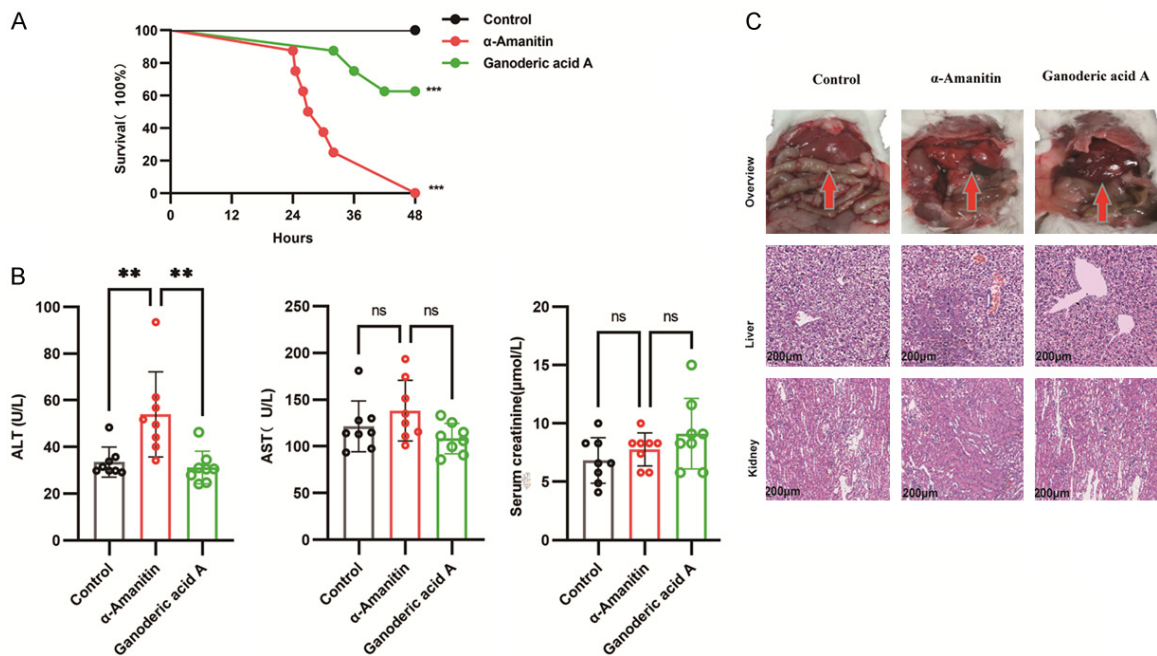 A
Control
α-Amanitin
Ganoderic acid A
Survival( 100%)
100
80
60
40
20
0
***
***
0 12 24 36 48
Hours
B
** **
ALT (U/L)
100
80
60
40
20
0
Control
α-Amanitin
Ganoderic acid A
ns ns
AST( U/L)
250
200
150
100
50
0
Control
α-Amanitin
Ganoderic acid A
ns ns
Serum creatinine(μmol/L)
20
15
10
5
0
Control
α-Amanitin
Ganoderic acid A
C
Control α-Amanitin Ganoderic acid A
Overview
Liver
200μm 200μm 200μm
Kidney
200μm 200μm 200μm